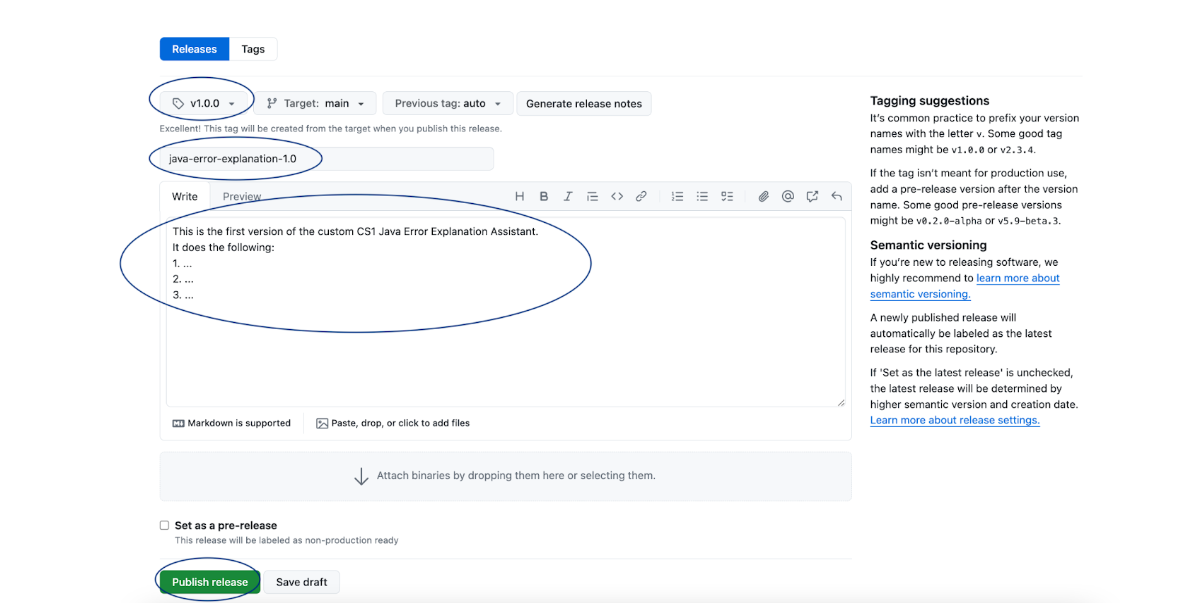 Releases Tags
v1.0.0 Target: main Previous tag: auto Generate release notes
Excellent! This tag will be created from the target when you publish this release.
java-error-explanation-1.0
Write Preview
This is the first version of the custom CS1 Java Error Explanation Assistant.
It does the following:
1. ...
2. ...
3. ...
Markdown is supported Paste, drop, or click to add files
Attach binaries by dropping them here or selecting them.
Set as a pre-release
This release will be labeled as non-production ready
Publish release Save draft
Tagging suggestions
It's common practice to prefix your version
names with the letter v. Some good tag
names might be v1.0.0 or v2.3.4.
If the tag isn't meant for production use,
add a pre-release version after the version
name. Some good pre-release versions
might be v0.2.0-alpha or v5.9-beta.3.
Semantic versioning
If you're new to releasing software, we
highly recommend to learn more about
semantic versioning.
A newly published release will
automatically be labeled as the latest
release for this repository.
If 'Set as the latest release' is unchecked,
the latest release will be determined by
higher semantic version and creation date.
Learn more about release settings.